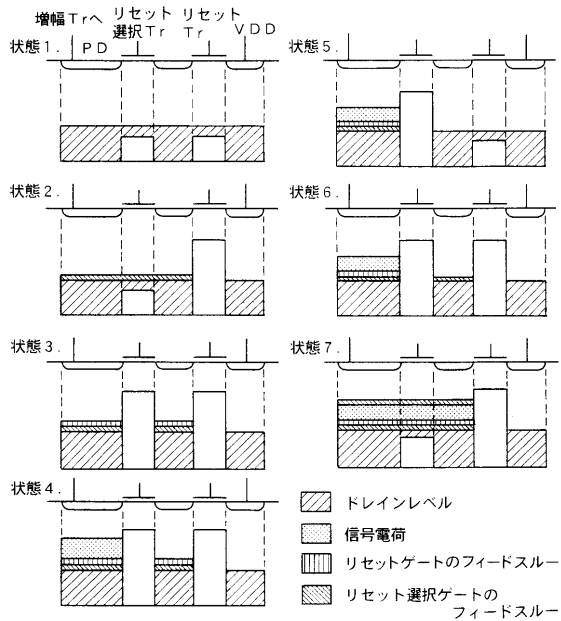 増幅Trへ リセット リセット
選択Tr Tr VDD
状態1. PD
状態2.
状態3.
状態4.
状態5.
状態6.
状態7.
ドレインレベル
信号電荷
リセットゲートのフィードスルー
リセット選択ゲートの
フィードスルー